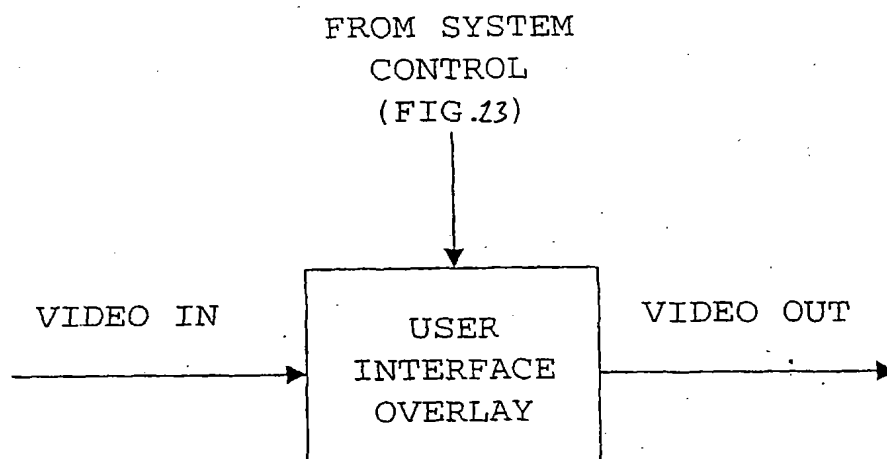 FROM SYSTEM
CONTROL
(FIG.23)
VIDEO IN
USER
INTERFACE
OVERLAY
VIDEO OUT